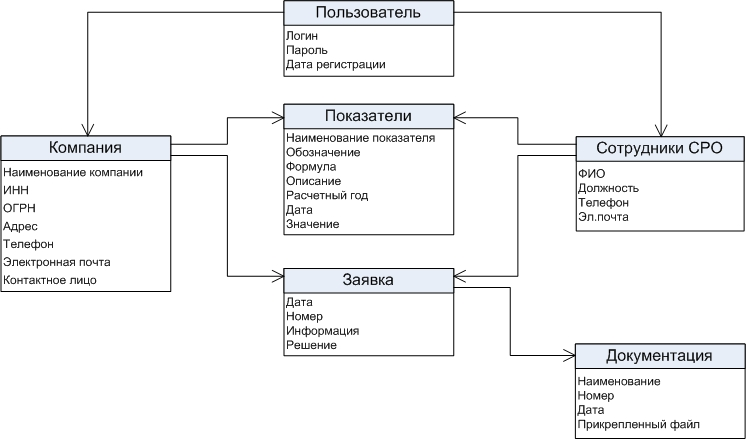 Пользователь
Логин
Пароль
Дата регистрации
Показатели
Наименование показателя
Обозначение
Формула
Описание
Расчетный год
Дата
Значение
Компания
Наименование компании
ИНН
ОГРН
Адрес
Телефон
Электронная почта
Контактное лицо
Сотрудники СРО
ФИО
Должность
Телефон
Эл.почта
Заявка
Дата
Номер
Информация
Решение
Документация
Наименование
Номер
Дата
Прикрепленный файл